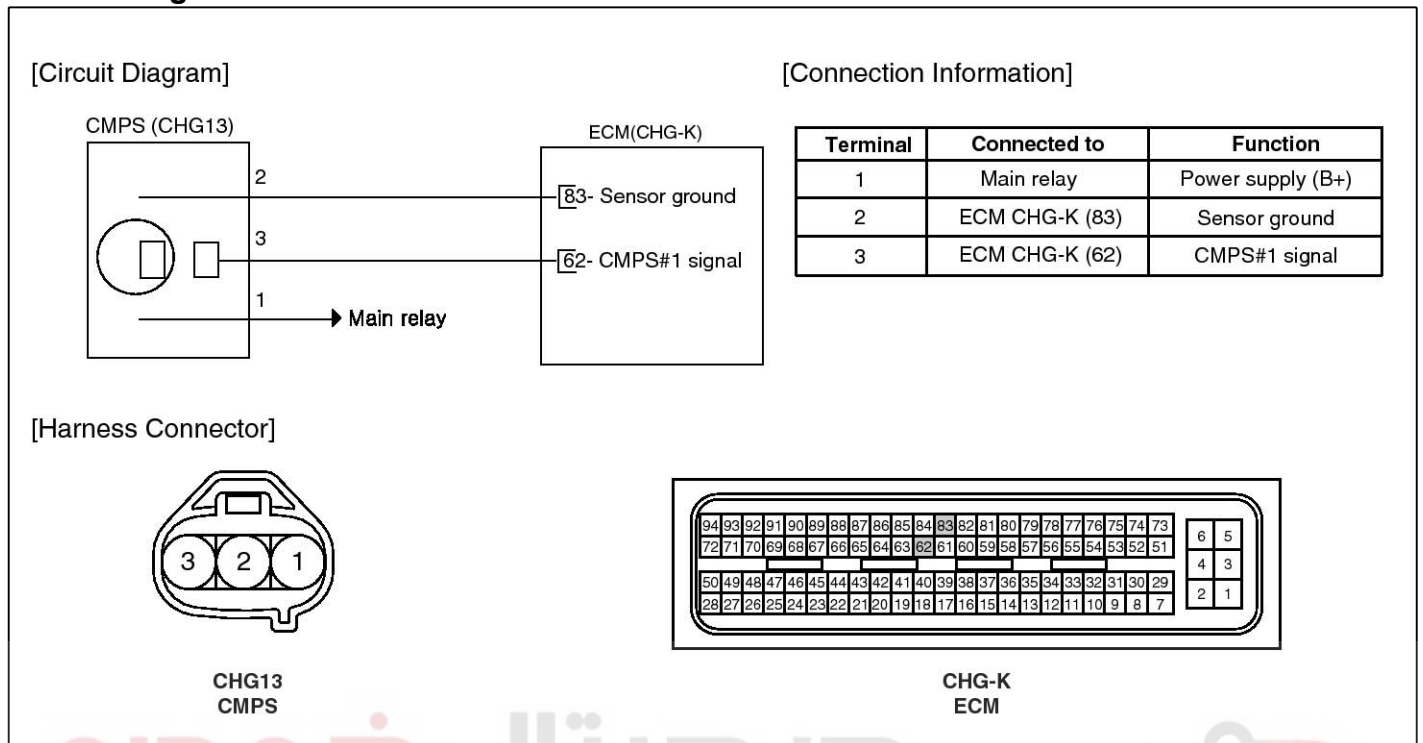 [Circuit Diagram]
[Connection Information]
CMPS (CHG13)
ECM(CHG-K)
2
83- Sensor ground
3
62- CMPS#1 signal
1
Main relay
Terminal Connected to Function
1 Main relay Power supply (B+)
2 ECM CHG-K (83) Sensor ground
3 ECM CHG-K (62) CMPS#1 signal
[Harness Connector]
3 2 1
94 93 92 91 90 89 88 87 86 85 84 83 82 81 80 79 78 77 76 75 74 73
72 71 70 69 68 67 66 65 64 63 62 61 60 59 58 57 56 55 54 53 52 51
50 49 48 47 46 45 44 43 42 41 40 39 38 37 36 35 34 33 32 31 30 29
28 27 26 25 24 23 22 21 20 19 18 17 16 15 14 13 12 11 10 9 8 7
6 5
4 3
2 1
CHG13
CMPS
CHG-K
ECM